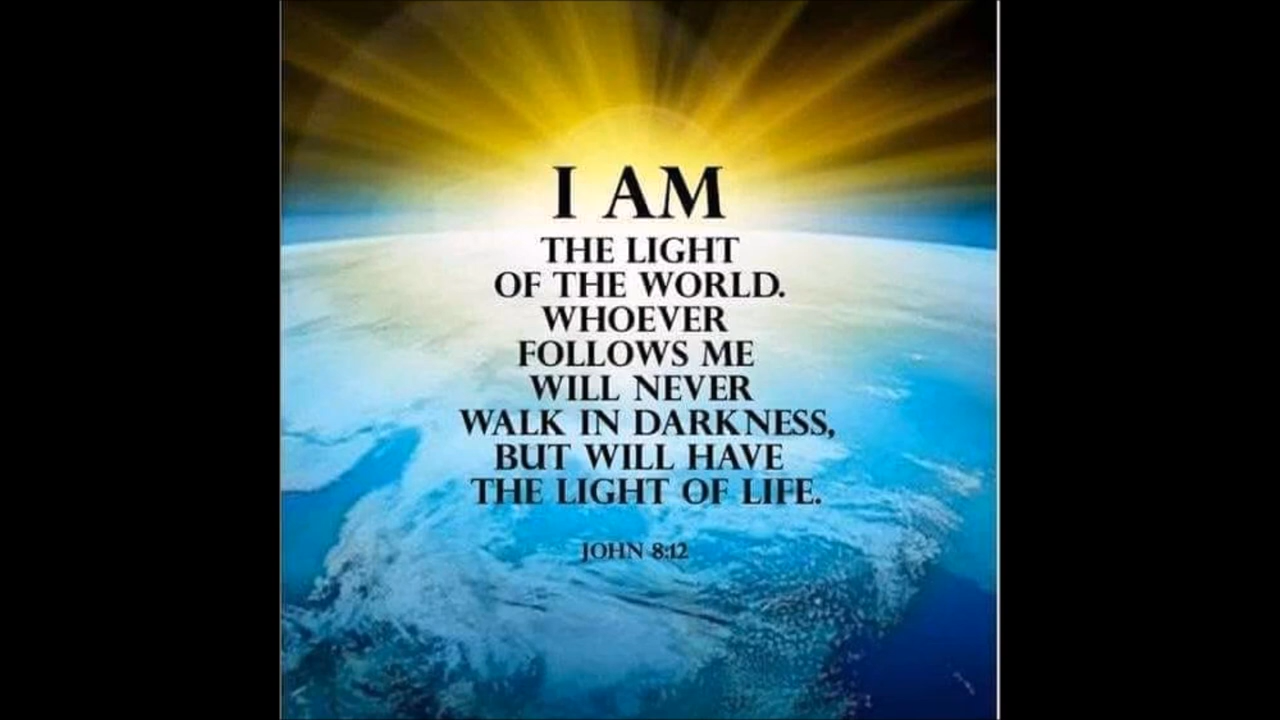 I AM
THE LIGHT
OF THE WORLD.
WHOEVER
FOLLOWS ME
WILL NEVER
WALK IN DARKNESS,
BUT WILL HAVE
THE LIGHT OF LIFE.
JOHN 8:12